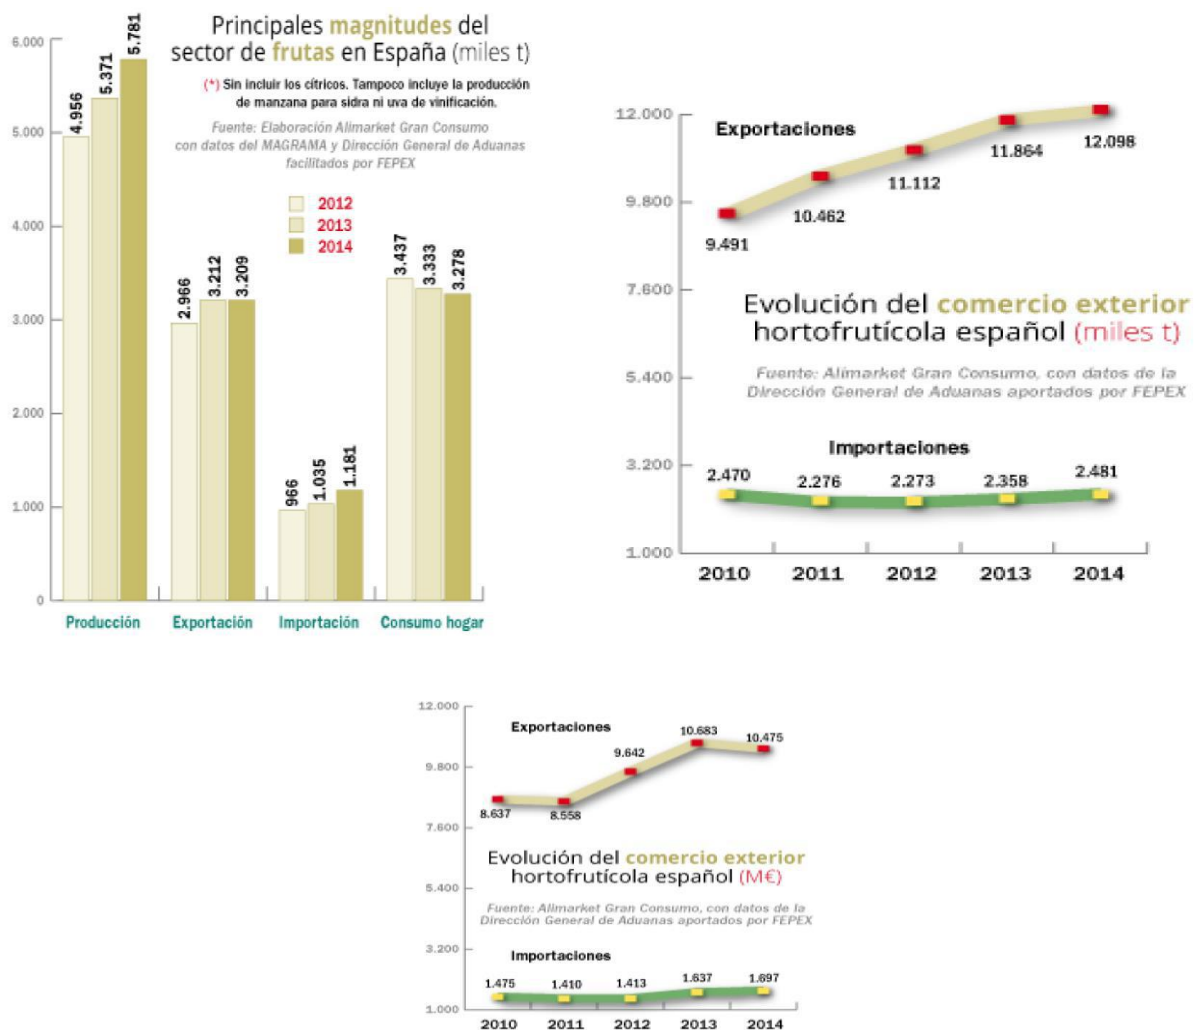 Principales magnitudes del
sector de frutas en España (miles t)
(*) Sin incluir los cítricos. Tampoco incluye la producción
de manzana para sidra ni uva de vinificación.
Fuente: Elaboración Alimarket Gran Consumo
con datos del MAGRAMA y Dirección General de Aduanas
facilitados por FEPEX
2012
2013
2014
6.000
5.000
4.000
3.000
2.000
1.000
0
4.956
5.371
5.781
2.966
3.212
3.209
966
1.035
1.181
3.437
3.333
3.278
Producción Exportación Importación Consumo hogar
12.000
9.800
7.600
5.400
3.200
1.000
Exportaciones
9.491
10.462
11.112
11.864
12.098
Evolución del comercio exterior
hortofrutícola español (miles t)
Fuente: Alimarket Gran Consumo, con datos de la
Dirección General de Aduanas aportados por FEPEX
Importaciones
2.470
2.276
2.273
2.358
2.481
2010 2011 2012 2013 2014
12.000
9.800
7.600
5.400
3.200
1.000
Exportaciones
8.637
8.558
9.642
10.683
10.475
Evolución del comercio exterior
hortofrutícola español (M€)
Fuente: Alimarket Gran Consumo, con datos de la
Dirección General de Aduanas aportados por FEPEX
Importaciones
1.475
1.410
1.413
1.637
1.697
2010 2011 2012 2013 2014